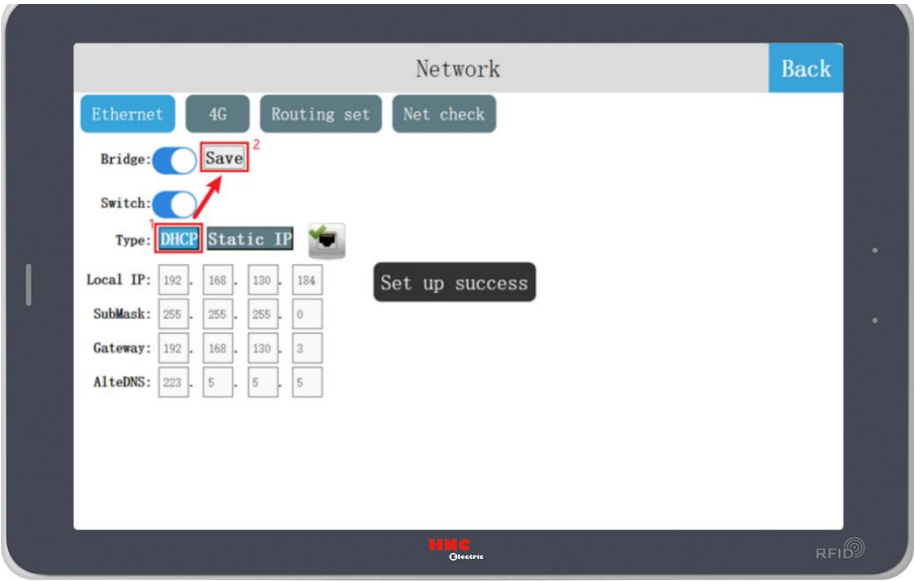 Network
Back
Ethernet 4G Routing set Net check
Bridge: Save 2
Switch:
1
Type: DHCP Static IP
Local IP: 192 . 168 . 130 . 184
Set up success
SubMask: 255 . 255 . 255 . 0
Gateway: 192 . 168 . 130 . 3
AlteDNS: 223 . 5 . 5 . 5
HMG
Electric
RFID